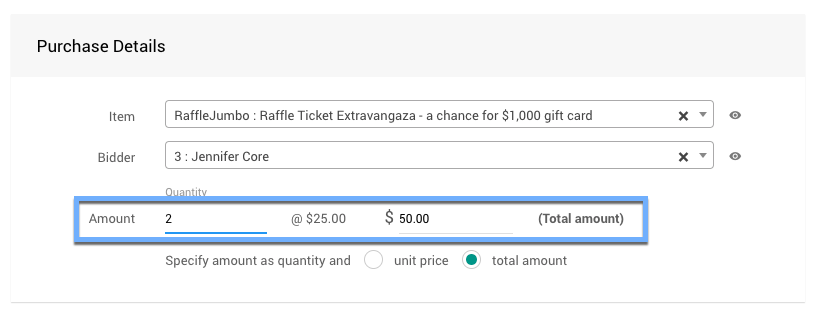 Purchase Details
Item RaffleJumbo : Raffle Ticket Extravangaza - a chance for $1,000 gift card
Bidder 3 : Jennifer Core
Quantity
Amount 2 @ $25.00 $ 50.00 (Total amount)
Specify amount as quantity and unit price total amount